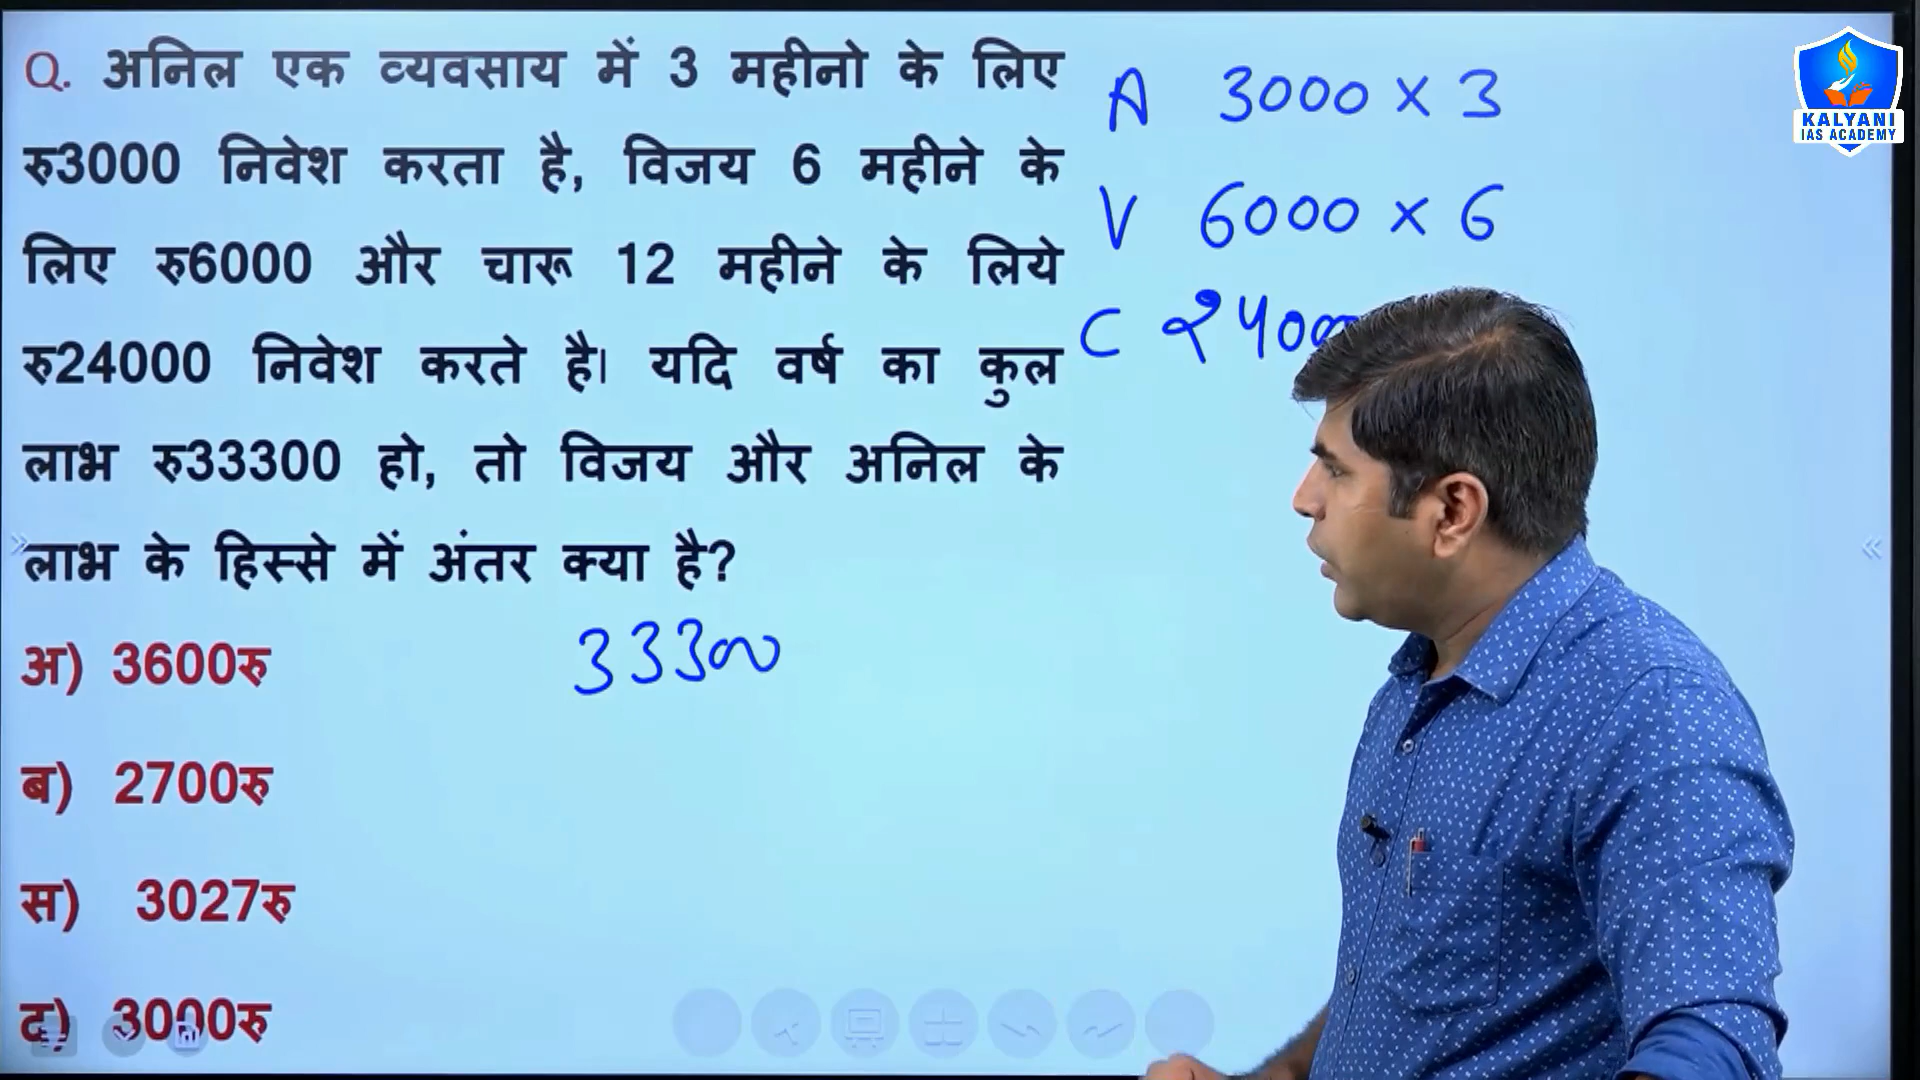 Q. अनिल एक व्यवसाय में 3 महीनो के लिए
रु3000 निवेश करता है, विजय 6 महीने के
लिए रु6000 और चारू 12 महीने के लिये
रु24000 निवेश करते है। यदि वर्ष का कुल
लाभ रु33300 हो, तो विजय और अनिल के
लाभ के हिस्से में अंतर क्या है?
33300
अ) 3600रु
ब) 2700रु
स) 3027रु
द) 3000रु
A 3000 × 3
V 6000 × 6
C
KALYANI
IAS ACADEMY